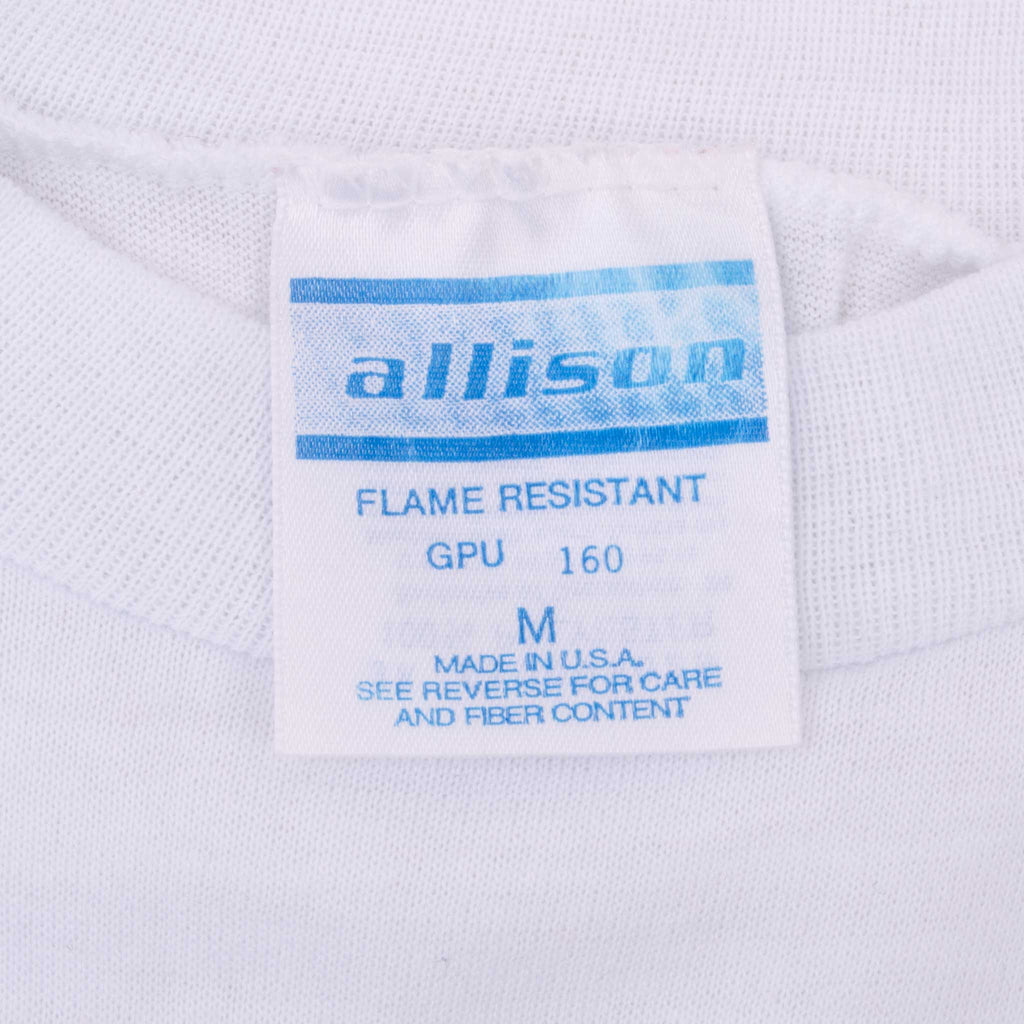 allison
FLAME RESISTANT
GPU 160
M
MADE IN U.S.A.
SEE REVERSE FOR CARE
AND FIBER CONTENT